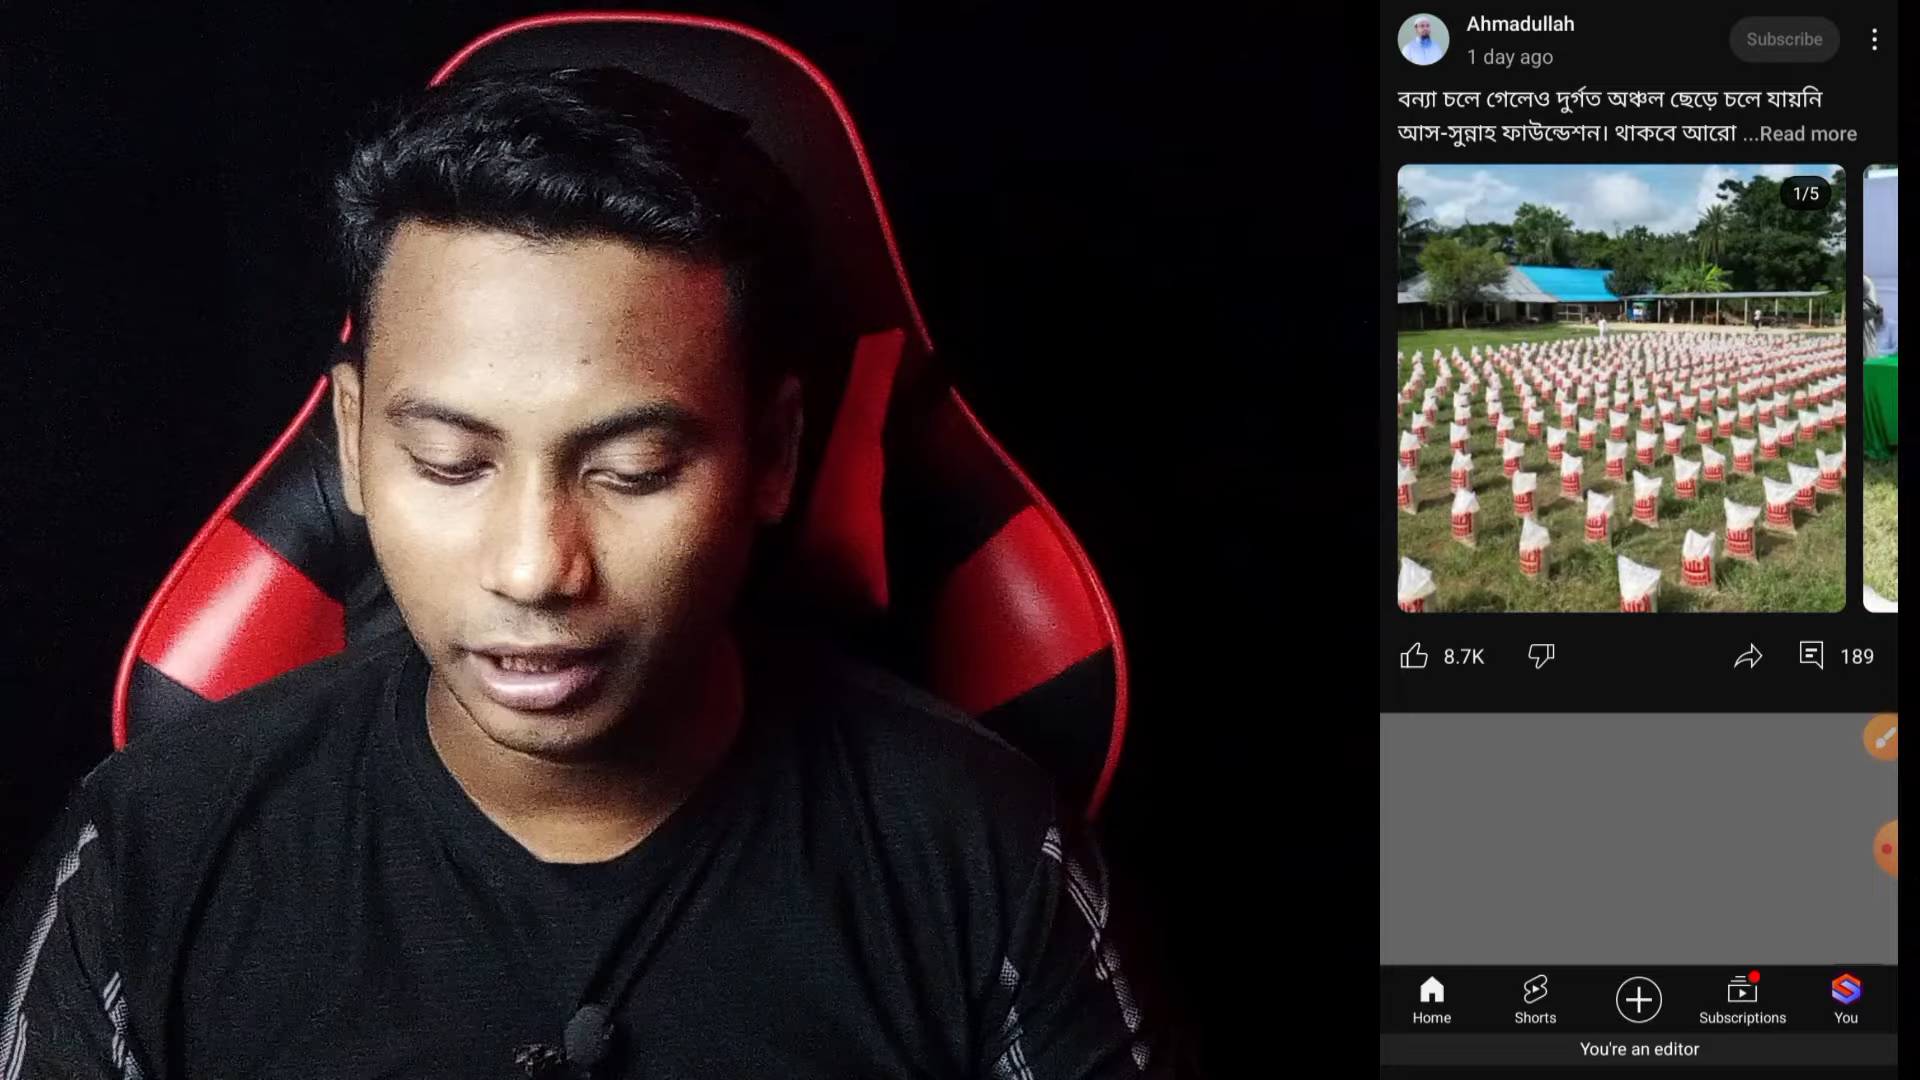 Ahmadullah
Subscribe
1 day ago
বন্যা চলে গেলেও দুর্গত অঞ্চল ছেড়ে চলে যায়নি
আস-সুন্নাহ ফাউন্ডেশন। থাকবে আরো ...Read more
1/5
8.7K
189
Home
Shorts
Subscriptions
You
You're an editor